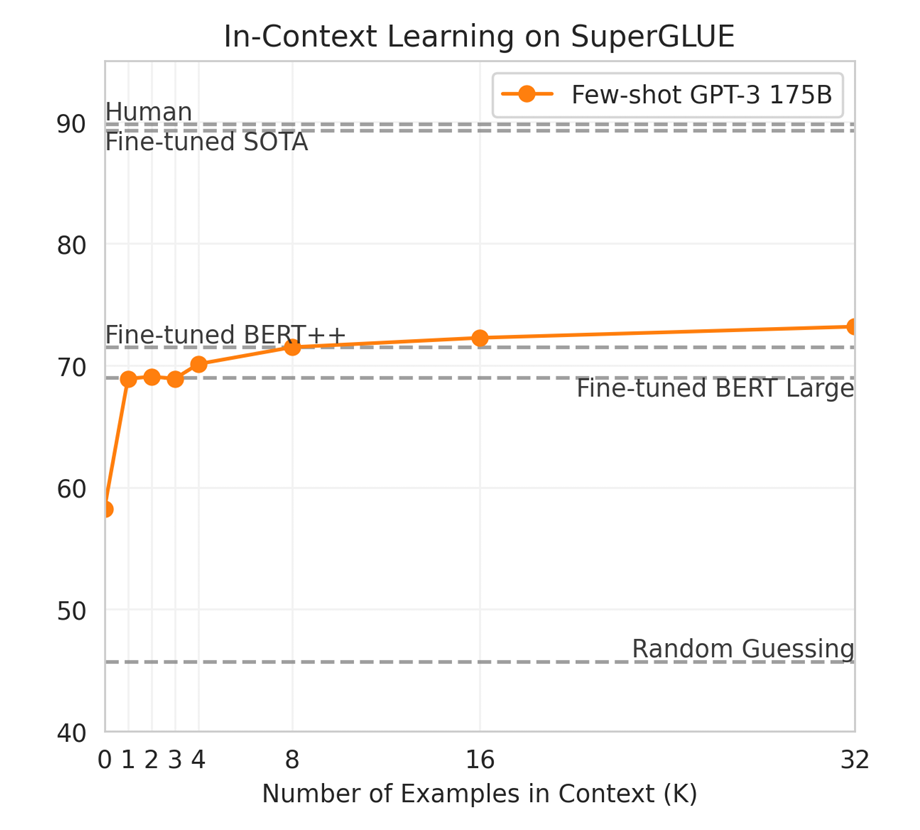 In-Context Learning on SuperGLUE
Few-shot GPT-3 175B
Human
90
Fine-tuned SOTA
80
Fine-tuned BERT++
70
Fine-tuned BERT Large
60
50
Random Guessing
40
0 1 2 3 4 8 16 32
Number of Examples in Context (K)